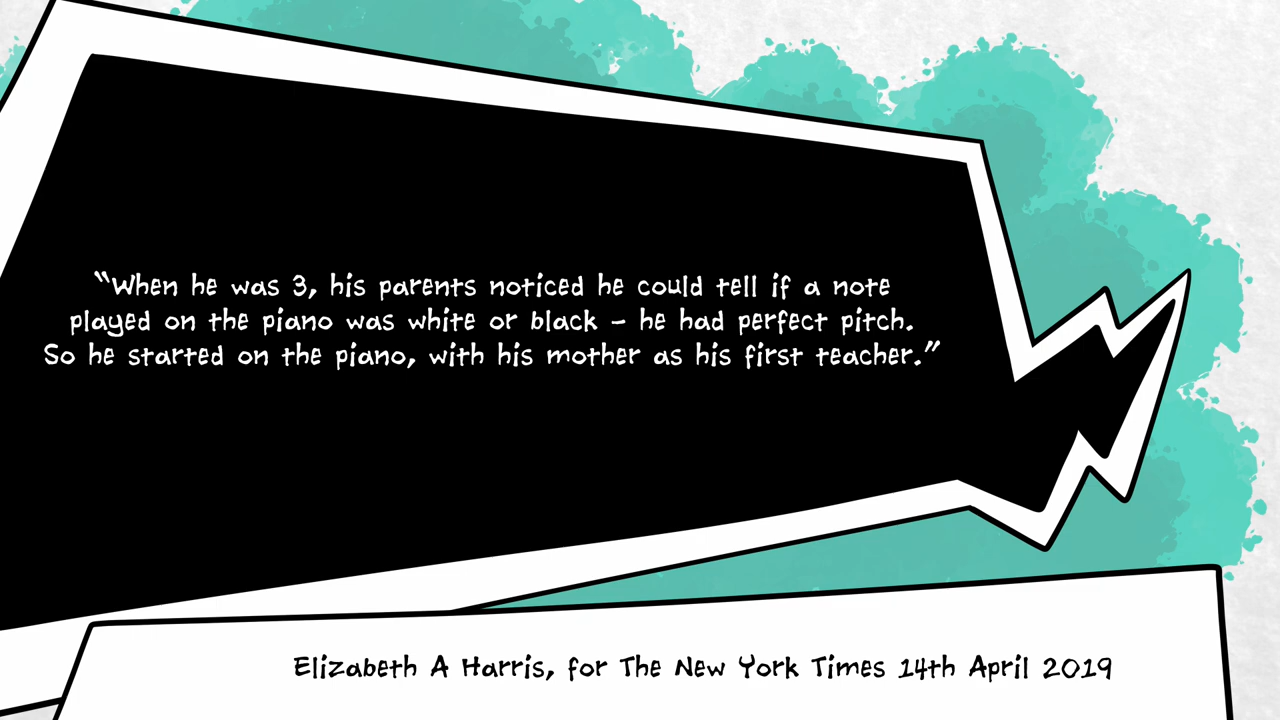 “When he was 3, his parents noticed he could tell if a note
played on the piano was white or black – he had perfect pitch.
So he started on the piano, with his mother as his first teacher.”
Elizabeth A Harris, for The New York Times 14th April 2019